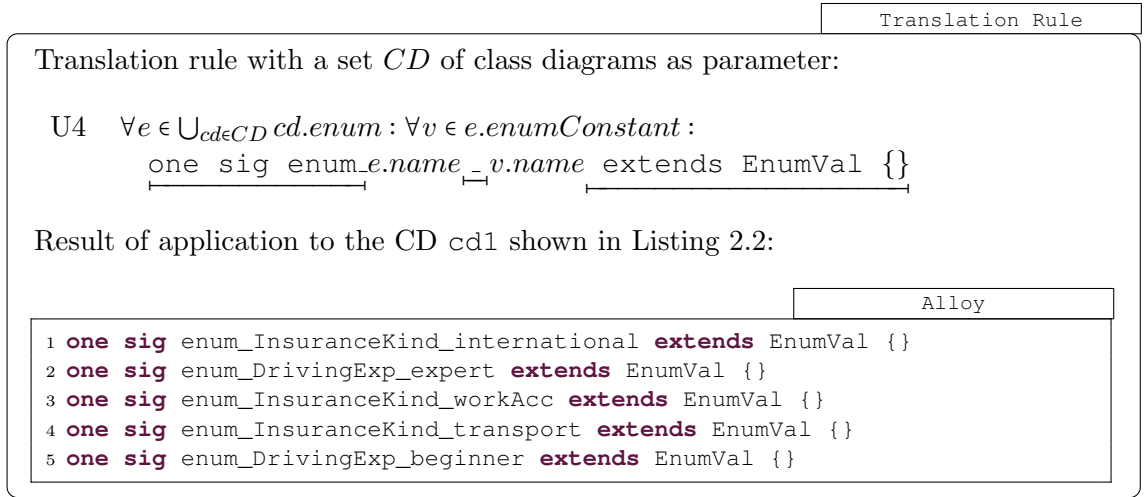 Translation Rule
Translation rule with a set CD of class diagrams as parameter:
U4 ∀e ∈ ⋃cd∈CD cd.enum : ∀v ∈ e.enumConstant :
one sig enum_e.name_v.name extends EnumVal {}
Result of application to the CD cd1 shown in Listing 2.2:
Alloy
1 one sig enum_InsuranceKind_international extends EnumVal {}
2 one sig enum_DrivingExp_expert extends EnumVal {}
3 one sig enum_InsuranceKind_workAcc extends EnumVal {}
4 one sig enum_InsuranceKind_transport extends EnumVal {}
5 one sig enum_DrivingExp_beginner extends EnumVal {}